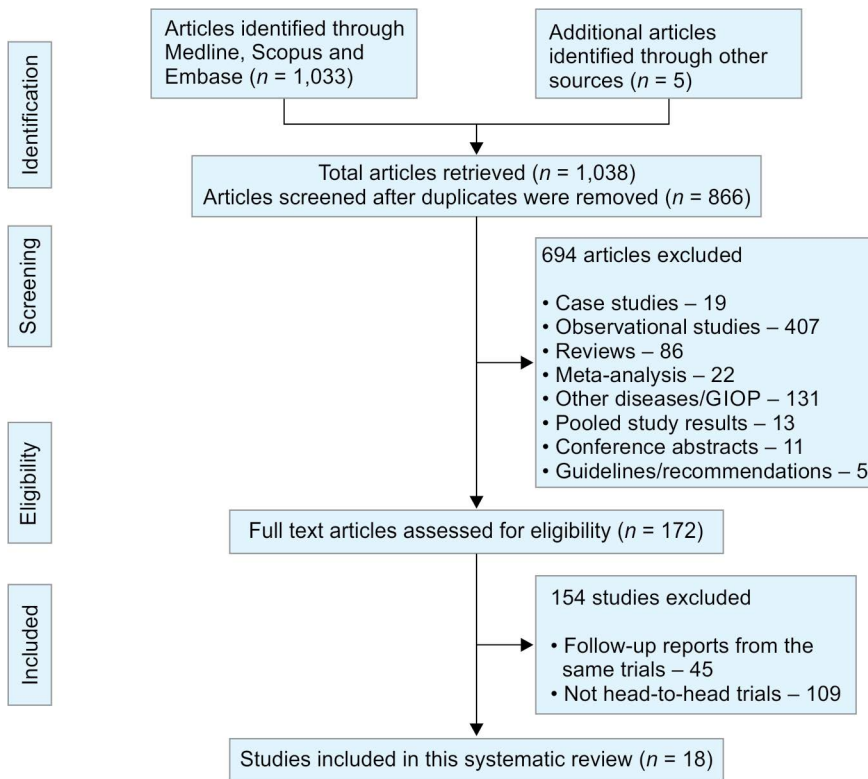 Identification
Articles identified through
Medline, Scopus and
Embase (n = 1,033)
Additional articles
identified through other
sources (n = 5)
Total articles retrieved (n = 1,038)
Articles screened after duplicates were removed (n = 866)
Screening
694 articles excluded
• Case studies – 19
• Observational studies – 407
• Reviews – 86
• Meta-analysis – 22
• Other diseases/GIOP – 131
• Pooled study results – 13
• Conference abstracts – 11
• Guidelines/recommendations – 5
Eligibility
Full text articles assessed for eligibility (n = 172)
Included
154 studies excluded
• Follow-up reports from the
same trials – 45
• Not head-to-head trials – 109
Studies included in this systematic review (n = 18)